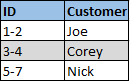 ID Customer
1-2 Joe
3-4 Corey
5-7 Nick